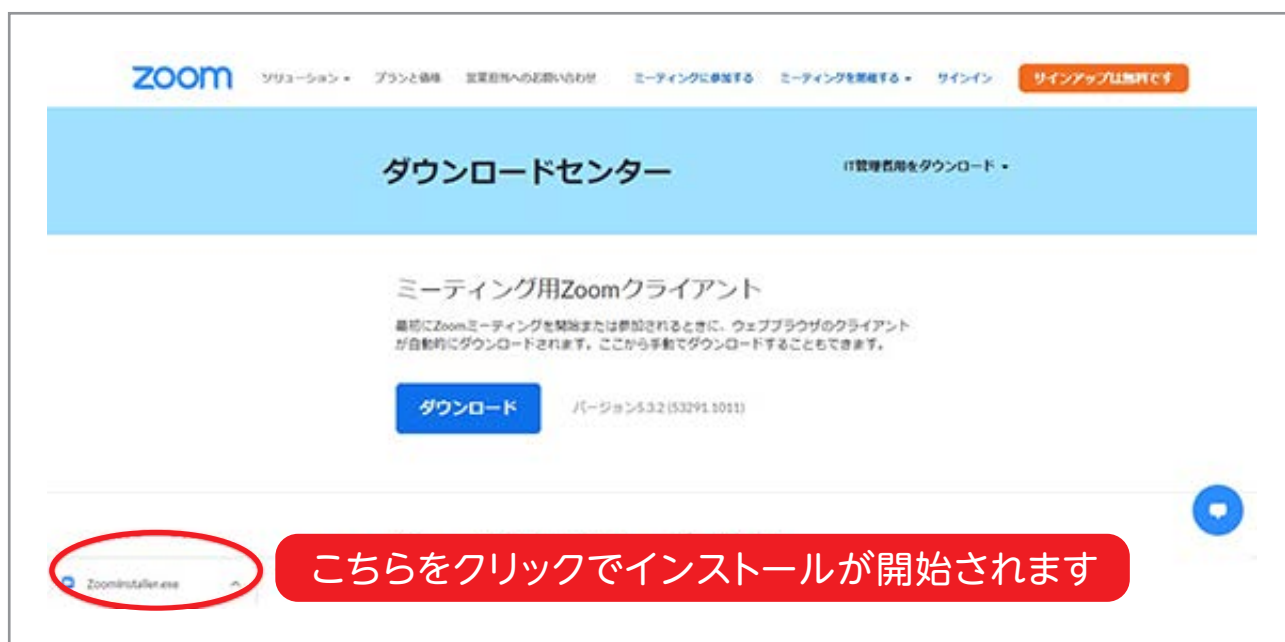 zoom ソリューション プランと価格 営業担当へのお問い合わせ ミーティングに参加する ミーティングを開催する サインイン サインアップは無料です
ダウンロードセンター IT管理者用をダウンロード
ミーティング用Zoomクライアント
最初にZoomミーティングを開始または参加されるときに、ウェブブラウザのクライアント
が自動的にダウンロードされます。ここから手動でダウンロードすることもできます。
ダウンロード バージョン5.3.2 (53291.1011)
ZoomInstaller.exe こちらをクリックでインストールが開始されます